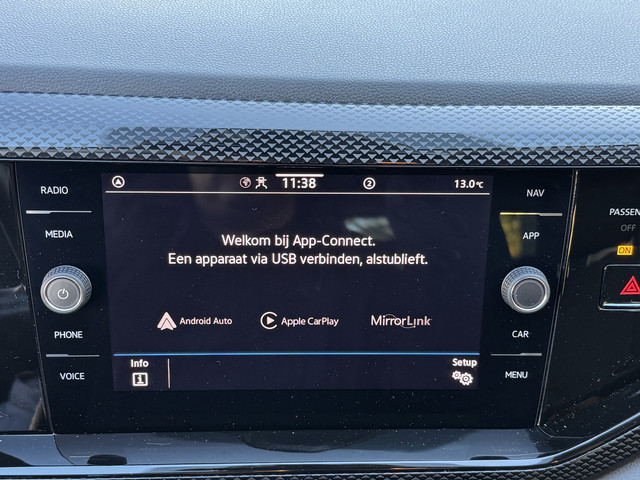 RADIO
MEDIA
PHONE
VOICE
11:38
2
13.0°C
Welkom bij App-Connect.
Een apparaat via USB verbinden, alstublieft.
Android Auto
Apple CarPlay
MirrorLink
Info
Setup
NAV
APP
CAR
MENU
PASSEN
OFF
ON